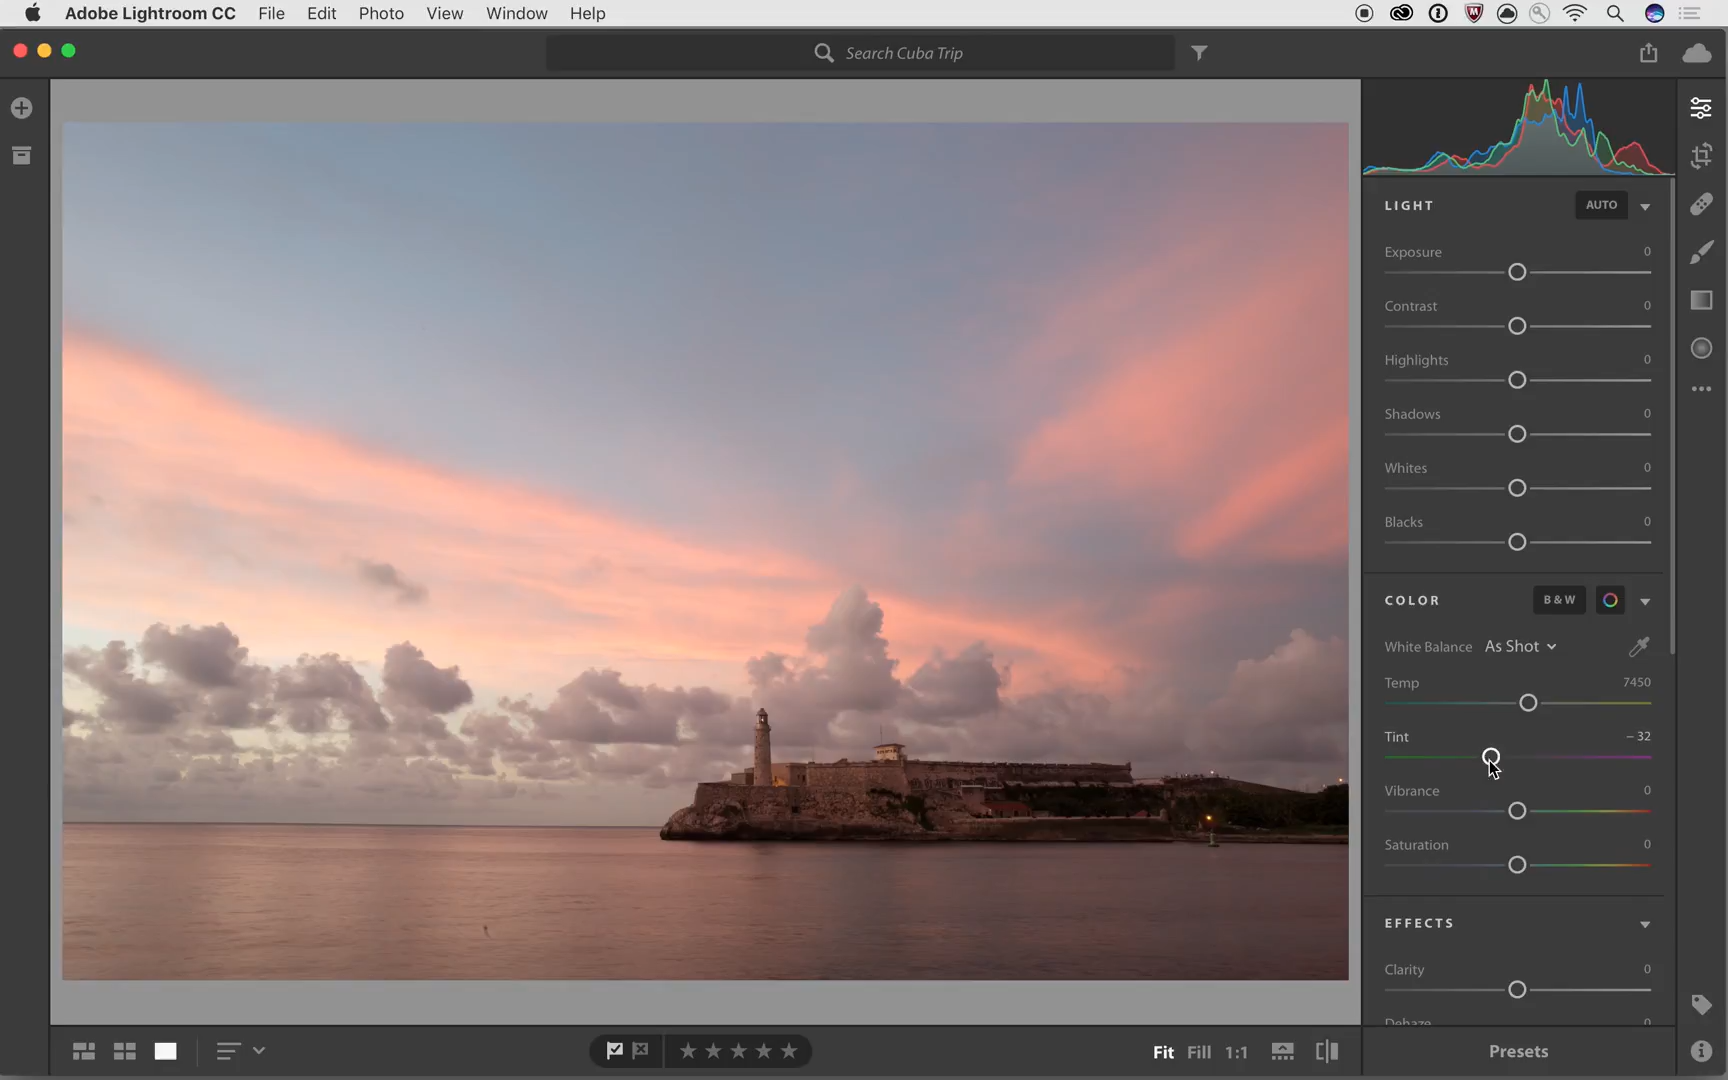 Adobe Lightroom CC File Edit Photo View Window Help
Search Cuba Trip
LIGHT AUTO
Exposure 0
Contrast 0
Highlights 0
Shadows 0
Whites 0
Blacks 0
COLOR B & W
White Balance As Shot
Temp 7450
Tint – 32
Vibrance 0
Saturation 0
EFFECTS
Clarity 0
Dehaze 0
Fit Fill 1:1 Presets